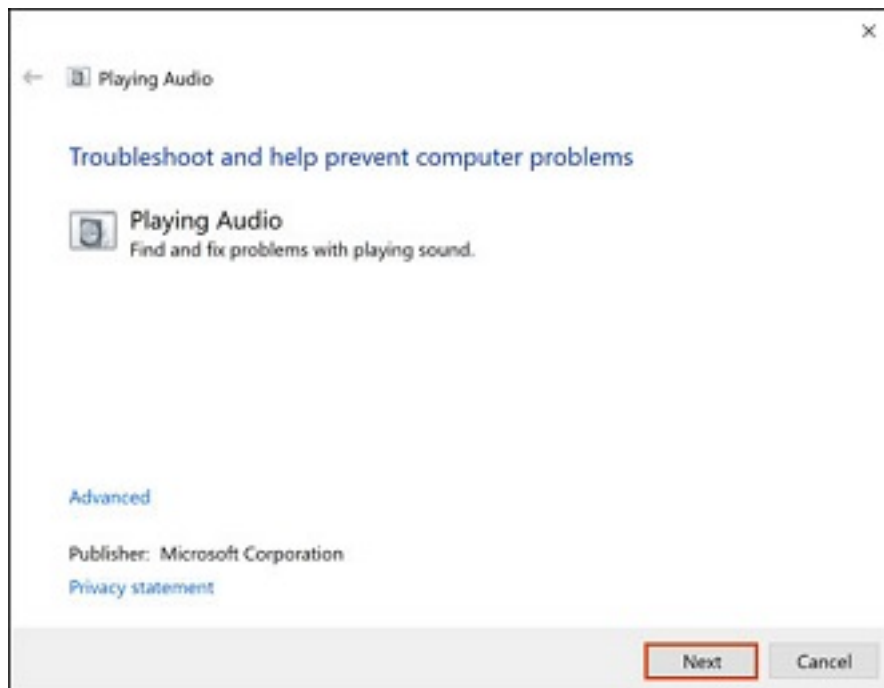 Playing Audio
Troubleshoot and help prevent computer problems
Playing Audio
Find and fix problems with playing sound.
Advanced
Publisher: Microsoft Corporation
Privacy statement
Next Cancel